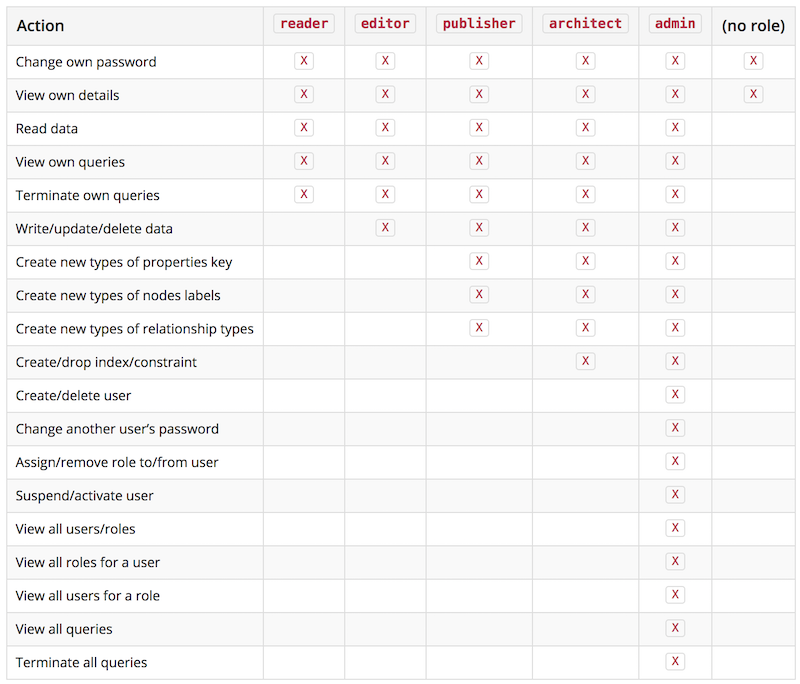 Action reader editor publisher architect admin (no role)
Change own password X X X X X X
View own details X X X X X X
Read data X X X X X
View own queries X X X X X
Terminate own queries X X X X X
Write/update/delete data X X X X
Create new types of properties key X X X
Create new types of nodes labels X X X
Create new types of relationship types X X X
Create/drop index/constraint X X
Create/delete user X
Change another user’s password X
Assign/remove role to/from user X
Suspend/activate user X
View all users/roles X
View all roles for a user X
View all users for a role X
View all queries X
Terminate all queries X